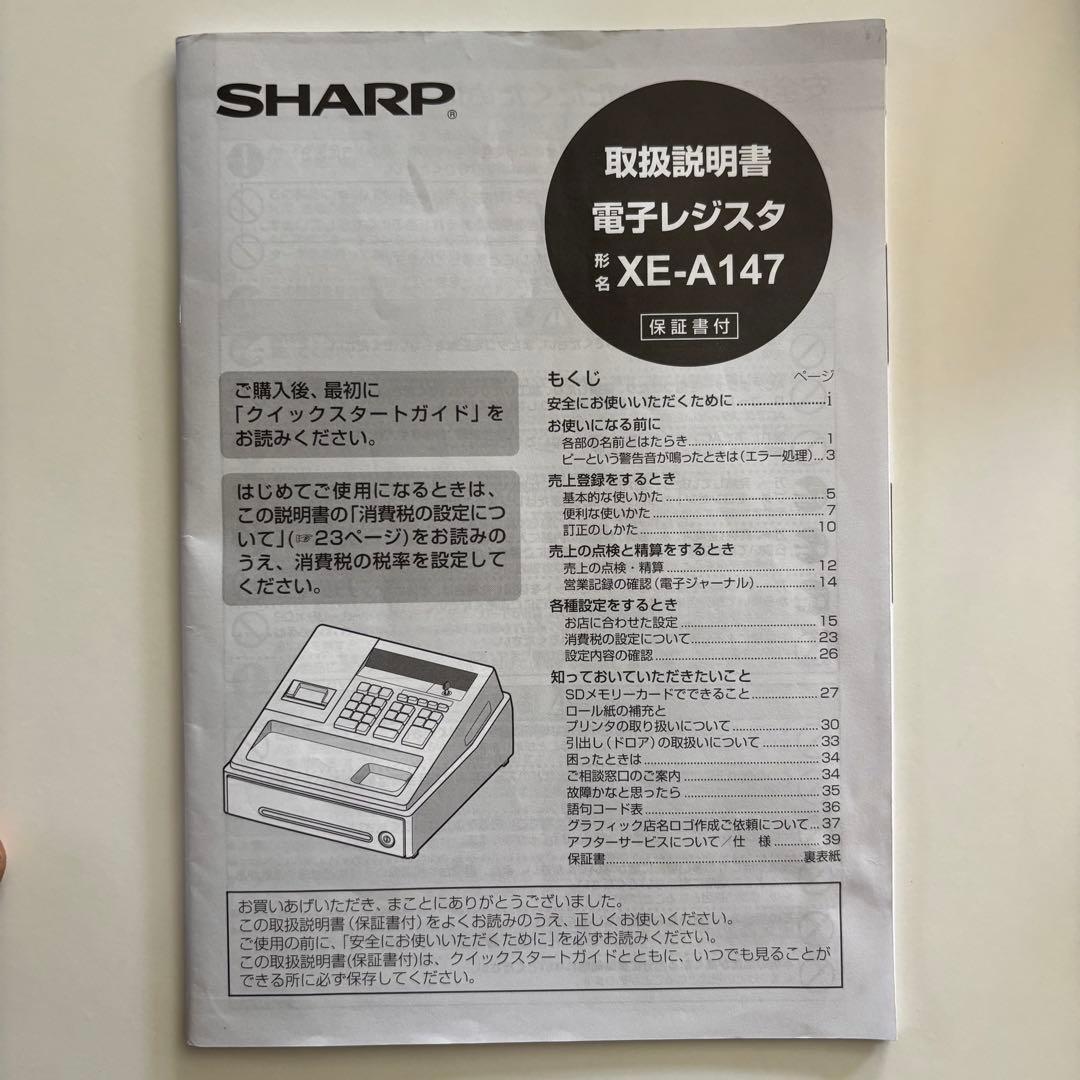 SHARP®
取扱説明書
電子レジスタ
形名 XE-A147
保証書付
ご購入後、最初に
「クイックスタートガイド」を
お読みください。
はじめてご使用になるときは、
この説明書の「消費税の設定につ
いて」(☞23ページ)をお読みの
うえ、消費税の税率を設定して
ください。
もくじ ページ
安全にお使いいただくために........................i
お使いになる前に
各部の名前とはたらき........................1
ピーという警告音が鳴ったときは(エラー処理)...3
売上登録をするとき
基本的な使いかた........................5
便利な使いかた........................7
訂正のしかた........................10
売上の点検と精算をするとき
売上の点検・精算........................12
営業記録の確認(電子ジャーナル)................14
各種設定をするとき
お店に合わせた設定........................15
消費税の設定について........................23
設定内容の確認........................26
知っておいていただきたいこと
SDメモリーカードでできること................27
ロール紙の補充と
プリンタの取り扱いについて................30
引出し(ドロア)の取扱いについて..............33
困ったときは........................34
ご相談窓口のご案内........................34
故障かなと思ったら........................35
語句コード表........................36
グラフィック店名ロゴ作成ご依頼について...37
アフターサービスについて/仕 様.............39
保証書........................裏表紙
お買いあげいただき、まことにありがとうございました。
この取扱説明書(保証書付)をよくお読みのうえ、正しくお使いください。
ご使用の前に、「安全にお使いいただくために」を必ずお読みください。
この取扱説明書(保証書付)は、クイックスタートガイドとともに、いつでも見ることが
できる所に必ず保存してください。